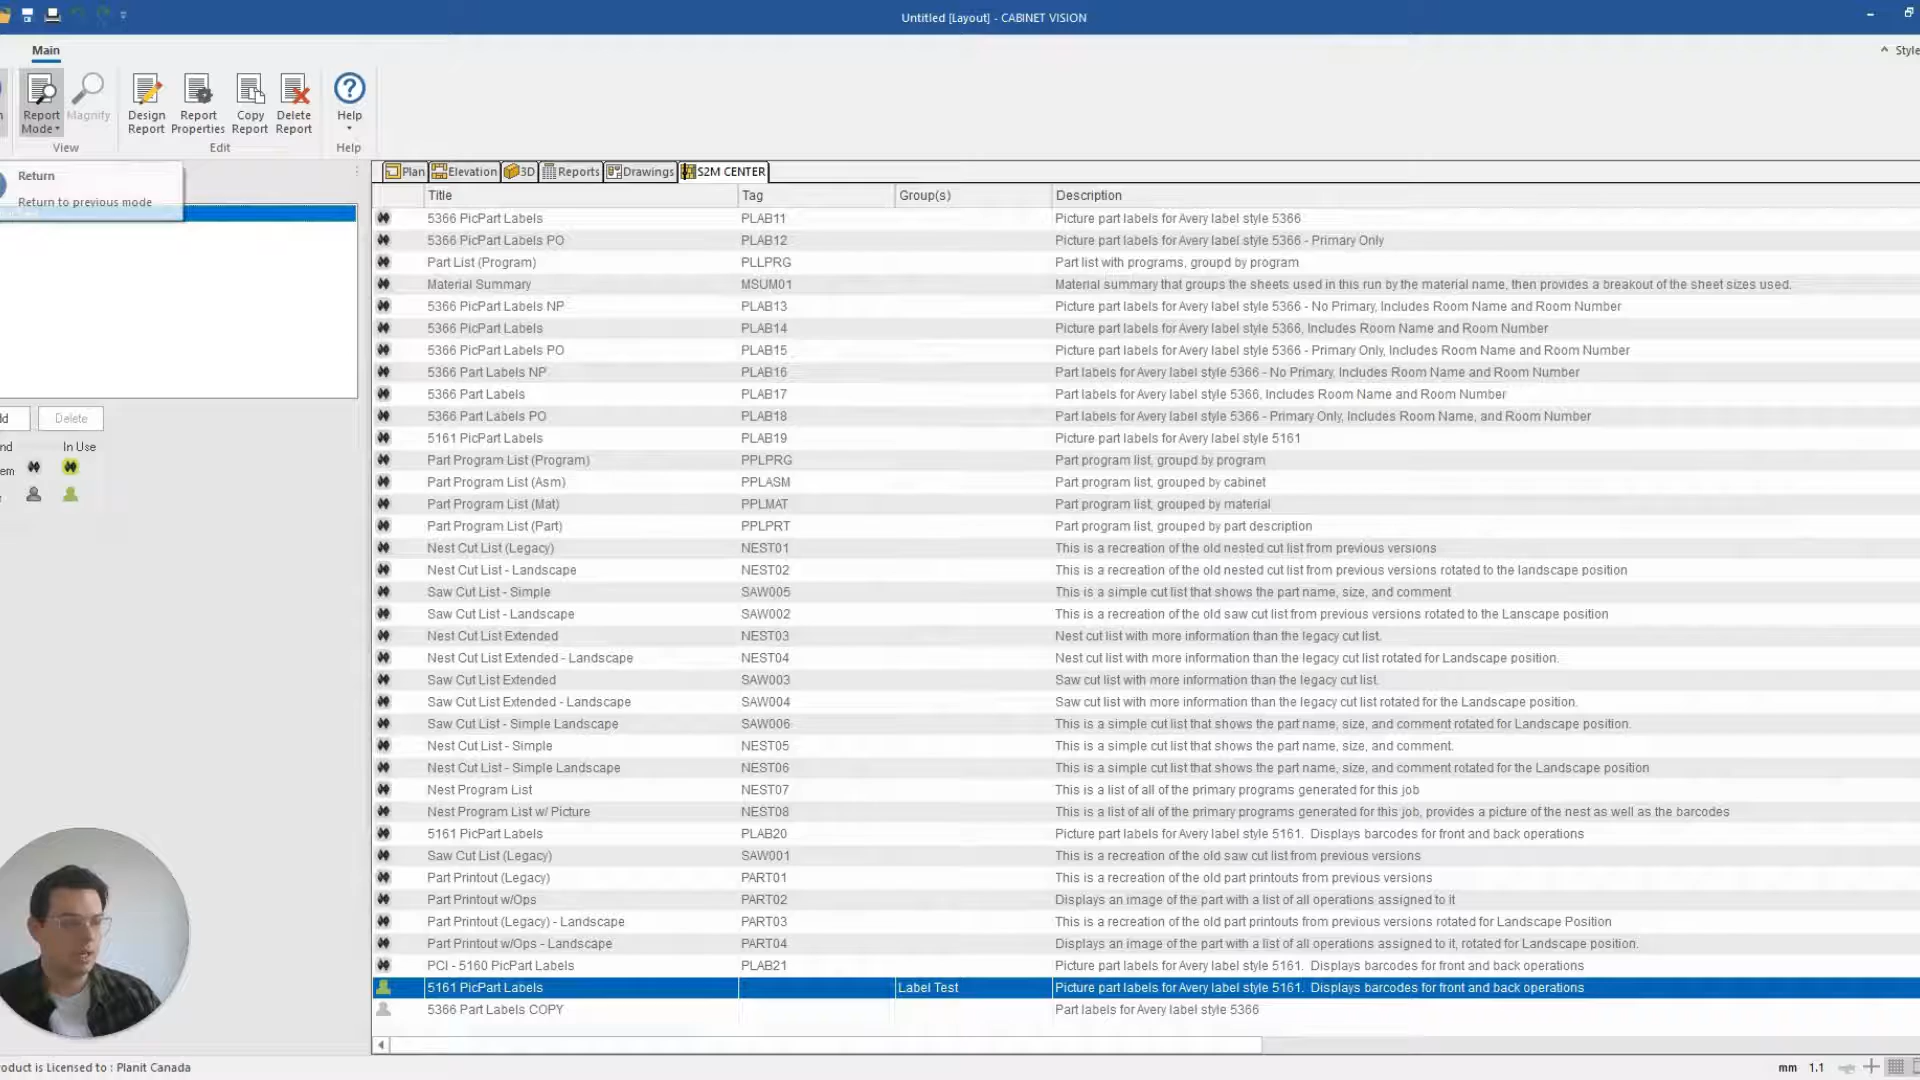 Untitled [Layout] - CABINET VISION
Main
Style
Report Mode
Magnify
Design Report
Report Properties
Copy Report
Delete Report
Help
View
Edit
Help
Return
Return to previous mode
Plan
Elevation
3D
Reports
Drawings
S2M CENTER
Title Tag Group(s) Description
5366 PicPart Labels PLAB11 Picture part labels for Avery label style 5366
5366 PicPart Labels PO PLAB12 Picture part labels for Avery label style 5366 - Primary Only
Part List (Program) PLLPRG Part list with programs, groupd by program
Material Summary MSUM01 Material summary that groups the sheets used in this run by the material name, then provides a breakout of the sheet sizes used.
5366 PicPart Labels NP PLAB13 Picture part labels for Avery label style 5366 - No Primary, Includes Room Name and Room Number
5366 PicPart Labels PLAB14 Picture part labels for Avery label style 5366, Includes Room Name and Room Number
5366 PicPart Labels PO PLAB15 Picture part labels for Avery label style 5366 - Primary Only, Includes Room Name and Room Number
5366 Part Labels NP PLAB16 Part labels for Avery label style 5366 - No Primary, Includes Room Name and Room Number
5366 Part Labels PLAB17 Part labels for Avery label style 5366, Includes Room Name and Room Number
5366 Part Labels PO PLAB18 Part labels for Avery label style 5366 - Primary Only, Includes Room Name, and Room Number
5161 PicPart Labels PLAB19 Picture part labels for Avery label style 5161
Part Program List (Program) PPLPRG Part program list, groupd by program
Part Program List (Asm) PPLASM Part program list, grouped by cabinet
Part Program List (Mat) PPLMAT Part program list, grouped by material
Part Program List (Part) PPLPRT Part program list, grouped by part description
Nest Cut List (Legacy) NEST01 This is a recreation of the old nested cut list from previous versions
Nest Cut List - Landscape NEST02 This is a recreation of the old nested cut list from previous versions rotated to the landscape position
Saw Cut List - Simple SAW005 This is a simple cut list that shows the part name, size, and comment
Saw Cut List - Landscape SAW002 This is a recreation of the old saw cut list from previous versions rotated to the Lanscape position
Nest Cut List Extended NEST03 Nest cut list with more information than the legacy cut list.
Nest Cut List Extended - Landscape NEST04 Nest cut list with more information than the legacy cut list rotated for Landscape position.
Saw Cut List Extended SAW003 Saw cut list with more information than the legacy cut list.
Saw Cut List Extended - Landscape SAW004 Saw cut list with more information than the legacy cut list rotated for the Landscape position.
Saw Cut List - Simple Landscape SAW006 This is a simple cut list that shows the part name, size, and comment rotated for Landscape position.
Nest Cut List - Simple NEST05 This is a simple cut list that shows the part name, size, and comment.
Nest Cut List - Simple Landscape NEST06 This is a simple cut list that shows the part name, size, and comment rotated for the Landscape position
Nest Program List NEST07 This is a list of all of the primary programs generated for this job
Nest Program List w/ Picture NEST08 This is a list of all of the primary programs generated for this job, provides a picture of the nest as well as the barcodes
5161 PicPart Labels PLAB20 Picture part labels for Avery label style 5161. Displays barcodes for front and back operations
Saw Cut List (Legacy) SAW001 This is a recreation of the old saw cut list from previous versions
Part Printout (Legacy) PART01 This is a recreation of the old part printouts from previous versions
Part Printout w/Ops PART02 Displays an image of the part with a list of all operations assigned to it
Part Printout (Legacy) - Landscape PART03 This is a recreation of the old part printouts from previous versions rotated for Landscape Position
Part Printout w/Ops - Landscape PART04 Displays an image of the part with a list of all operations assigned to it, rotated for Landscape position.
PCI - 5160 PicPart Labels PLAB21 Picture part labels for Avery label style 5161. Displays barcodes for front and back operations
5161 PicPart Labels Label Test Picture part labels for Avery label style 5161. Displays barcodes for front and back operations
5366 Part Labels COPY Part labels for Avery label style 5366
dd Delete
nd In Use
em
oduct is Licensed to : Planit Canada
mm 1.1